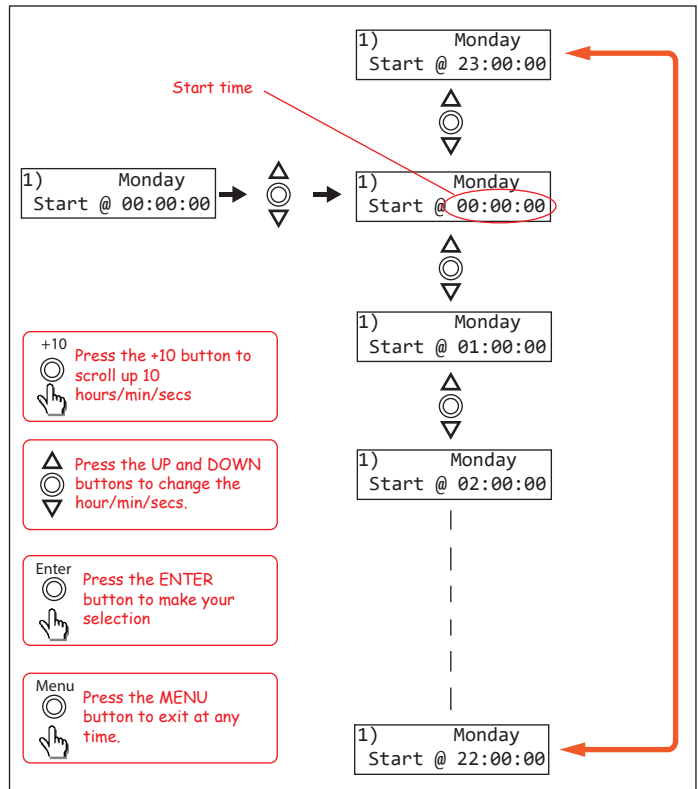 1) Monday
Start @ 23:00:00
Start time
1) Monday
Start @ 00:00:00
1) Monday
Start @ 00:00:00
1) Monday
Start @ 01:00:00
+10
Press the +10 button to
scroll up 10
hours/min/secs
1) Monday
Start @ 02:00:00
Press the UP and DOWN
buttons to change the
hour/min/secs.
Enter
Press the ENTER
button to make your
selection
Menu
Press the MENU
button to exit at any
time.
1) Monday
Start @ 22:00:00